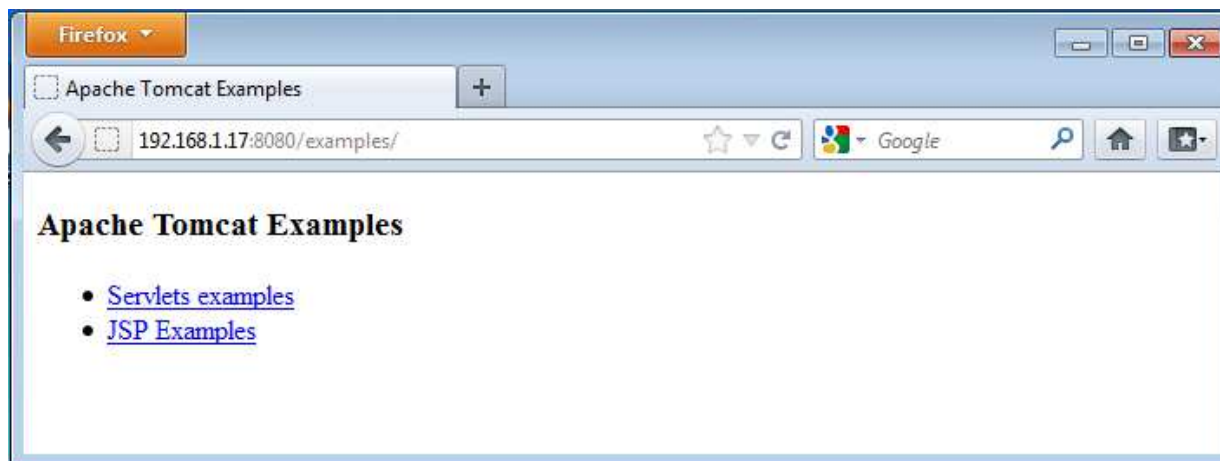 Firefox
Apache Tomcat Examples
192.168.1.17:8080/examples/
Google
Apache Tomcat Examples
Servlets examples
JSP Examples